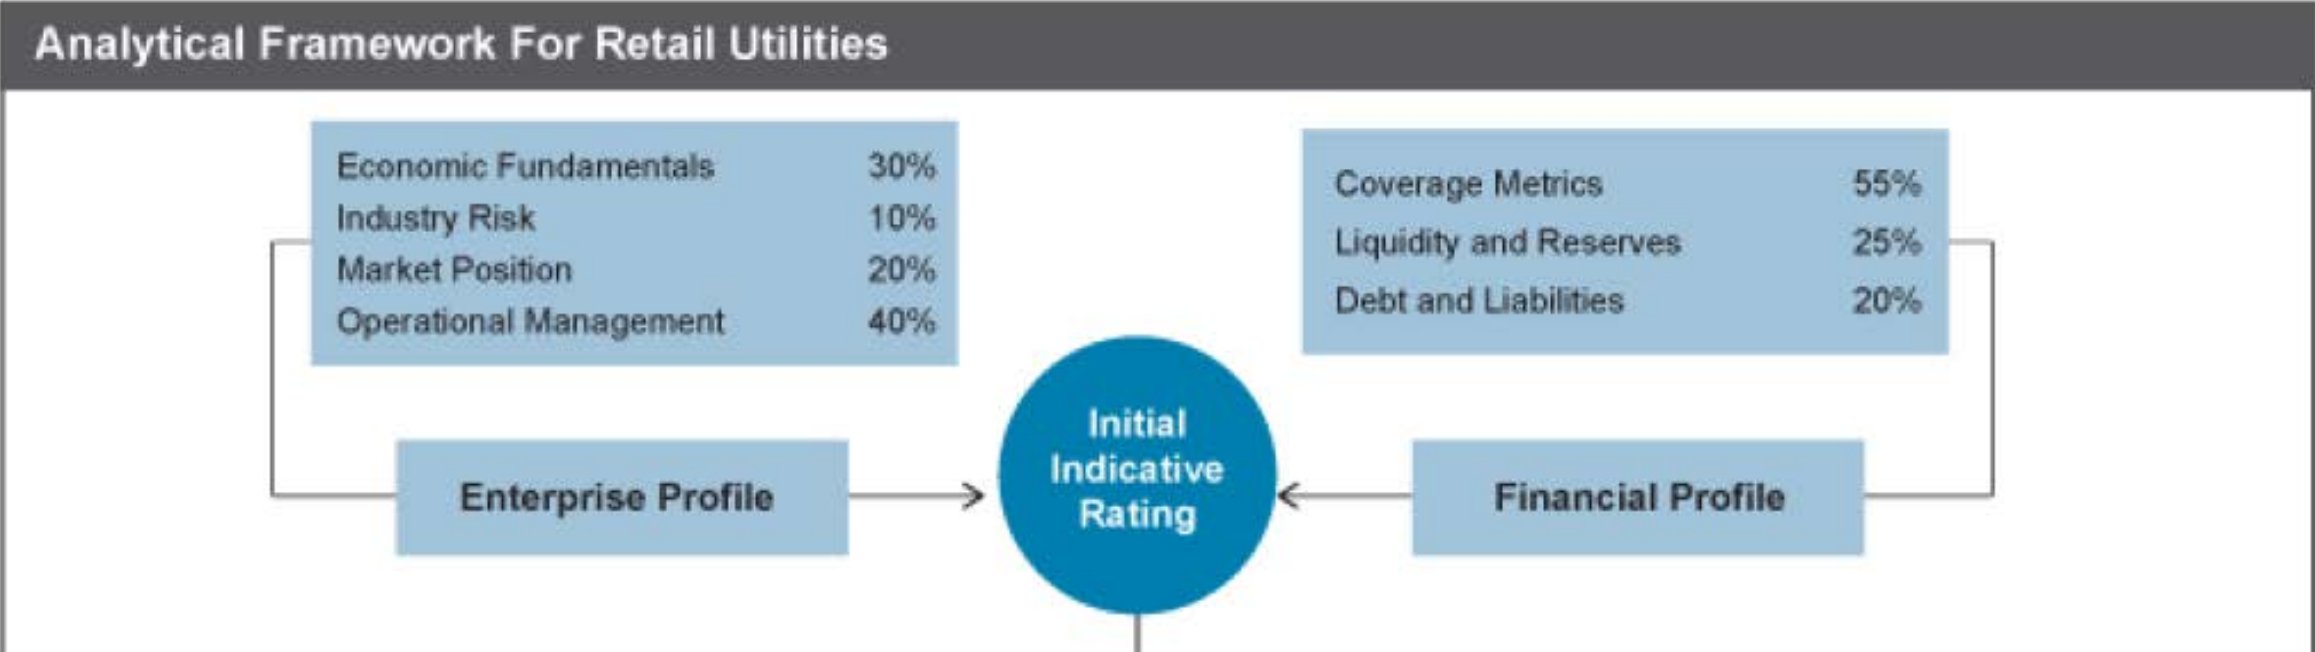 Analytical Framework For Retail Utilities
Economic Fundamentals 30%
Industry Risk 10%
Market Position 20%
Operational Management 40%
Coverage Metrics 55%
Liquidity and Reserves 25%
Debt and Liabilities 20%
Initial
Indicative
Rating
Enterprise Profile
Financial Profile